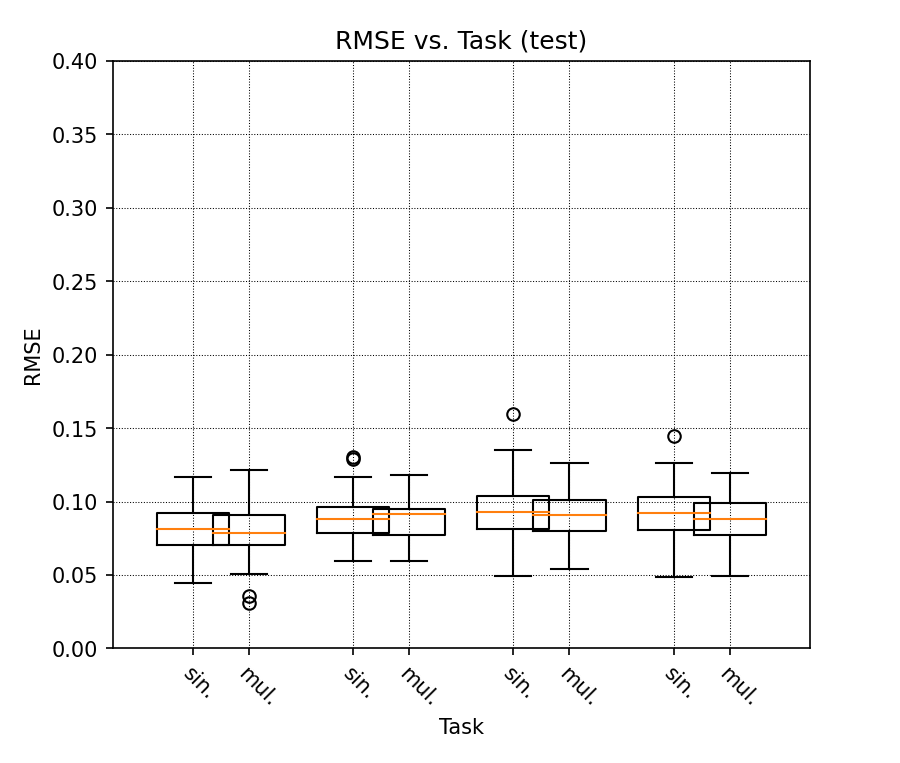 RMSE vs. Task (test)
0.40
0.35
0.30
0.25
0.20
0.15
0.10
0.05
0.00
RMSE
sin. mul. sin. mul. sin. mul. sin. mul.
Task